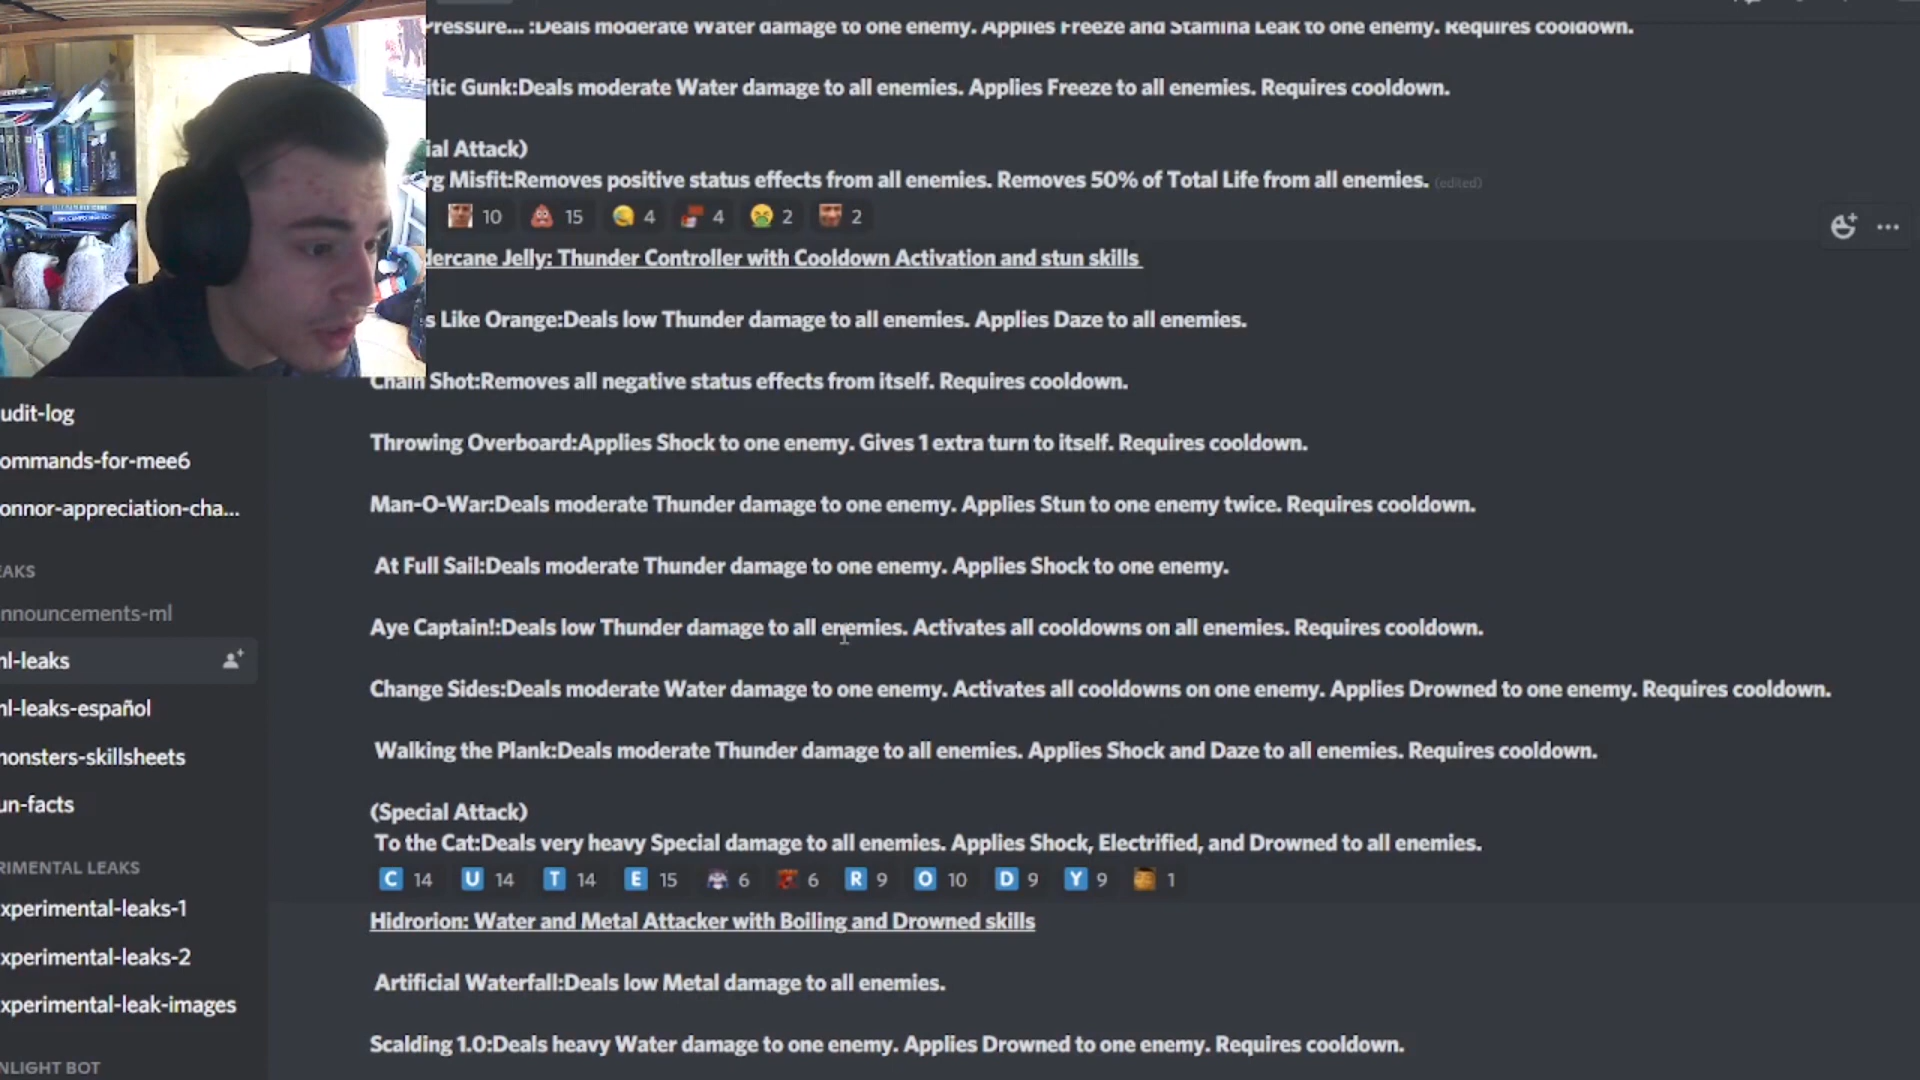 Pressure... :Deals moderate Water damage to one enemy. Applies Freeze and Stamina Leak to one enemy. Requires cooldown.
itic Gunk:Deals moderate Water damage to all enemies. Applies Freeze to all enemies. Requires cooldown.
ial Attack)
rg Misfit:Removes positive status effects from all enemies. Removes 50% of Total Life from all enemies. (edited)
10 15 4 4 2 2
dercane Jelly: Thunder Controller with Cooldown Activation and stun skills
s Like Orange:Deals low Thunder damage to all enemies. Applies Daze to all enemies.
Chain Shot:Removes all negative status effects from itself. Requires cooldown.
Throwing Overboard:Applies Shock to one enemy. Gives 1 extra turn to itself. Requires cooldown.
Man-O-War:Deals moderate Thunder damage to one enemy. Applies Stun to one enemy twice. Requires cooldown.
At Full Sail:Deals moderate Thunder damage to one enemy. Applies Shock to one enemy.
Aye Captain!:Deals low Thunder damage to all enemies. Activates all cooldowns on all enemies. Requires cooldown.
Change Sides:Deals moderate Water damage to one enemy. Activates all cooldowns on one enemy. Applies Drowned to one enemy. Requires cooldown.
Walking the Plank:Deals moderate Thunder damage to all enemies. Applies Shock and Daze to all enemies. Requires cooldown.
(Special Attack)
To the Cat:Deals very heavy Special damage to all enemies. Applies Shock, Electrified, and Drowned to all enemies.
C 14 U 14 T 14 E 15 6 6 R 9 O 10 D 9 Y 9 1
Hidrorion: Water and Metal Attacker with Boiling and Drowned skills
Artificial Waterfall:Deals low Metal damage to all enemies.
Scalding 1.0:Deals heavy Water damage to one enemy. Applies Drowned to one enemy. Requires cooldown.
udit-log
ommands-for-mee6
onnor-appreciation-cha...
EAKS
nnouncements-ml
nl-leaks
nl-leaks-español
monsters-skillsheets
un-facts
RIMENTAL LEAKS
xperimental-leaks-1
xperimental-leaks-2
xperimental-leak-images
NLIGHT BOT